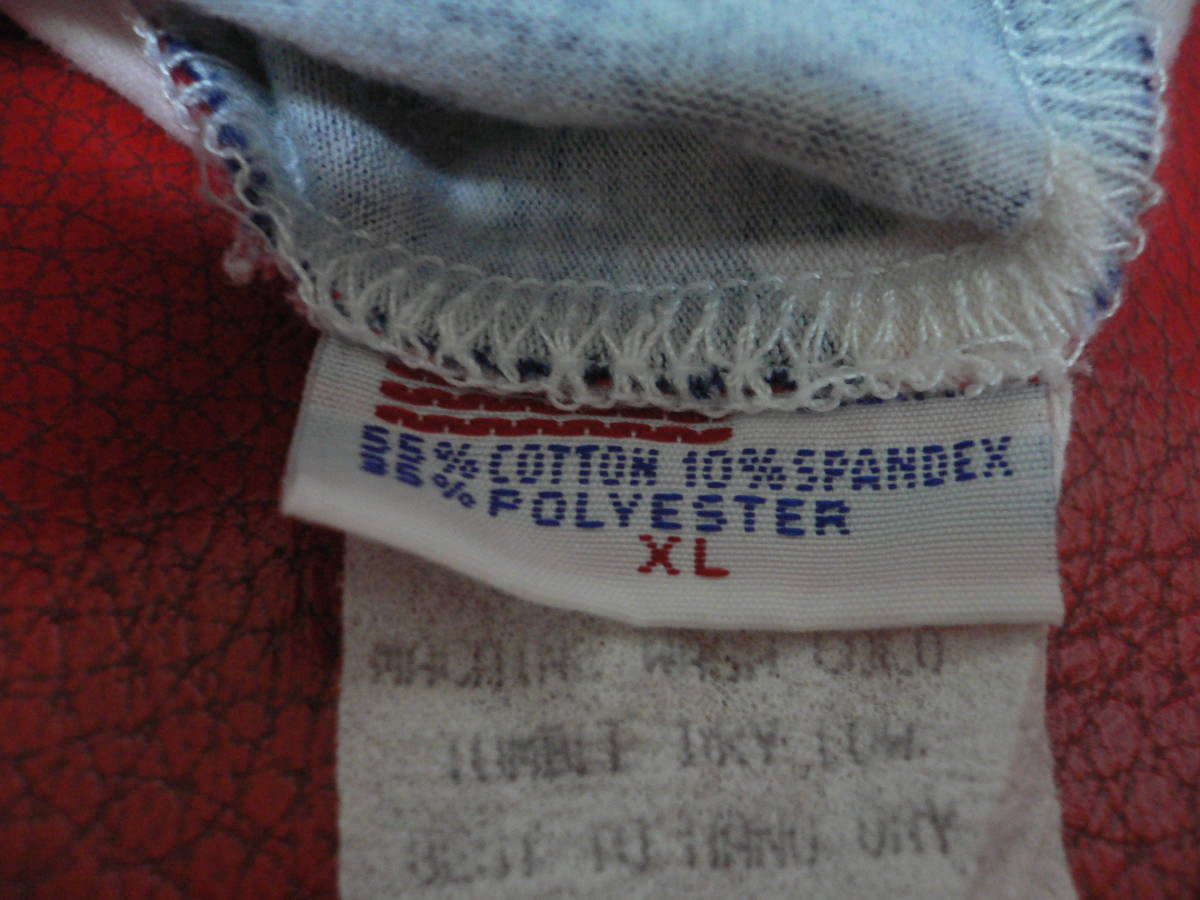 55%COTTON 10%SPANDEX
35%POLYESTER
XL
MACHINE WASH COLD
TUMBLE DRY LOW
BEST TO HANG DRY